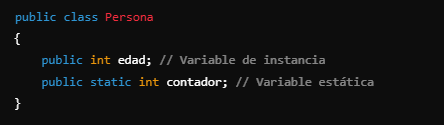 public class Persona
{
public int edad; // Variable de instancia
public static int contador; // Variable estática
}